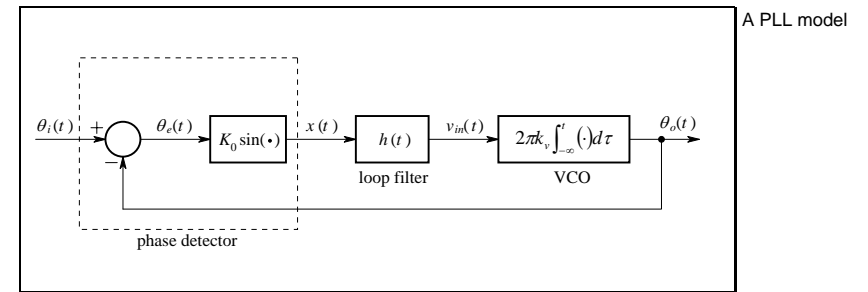 A PLL model
θᵢ(t)
+
−
θₑ(t)
K₀ sin(•)
x(t)
h(t)
loop filter
vᵢₙ(t)
2πkᵥ∫₋∞ᵗ(·)dτ
VCO
θₒ(t)
phase detector